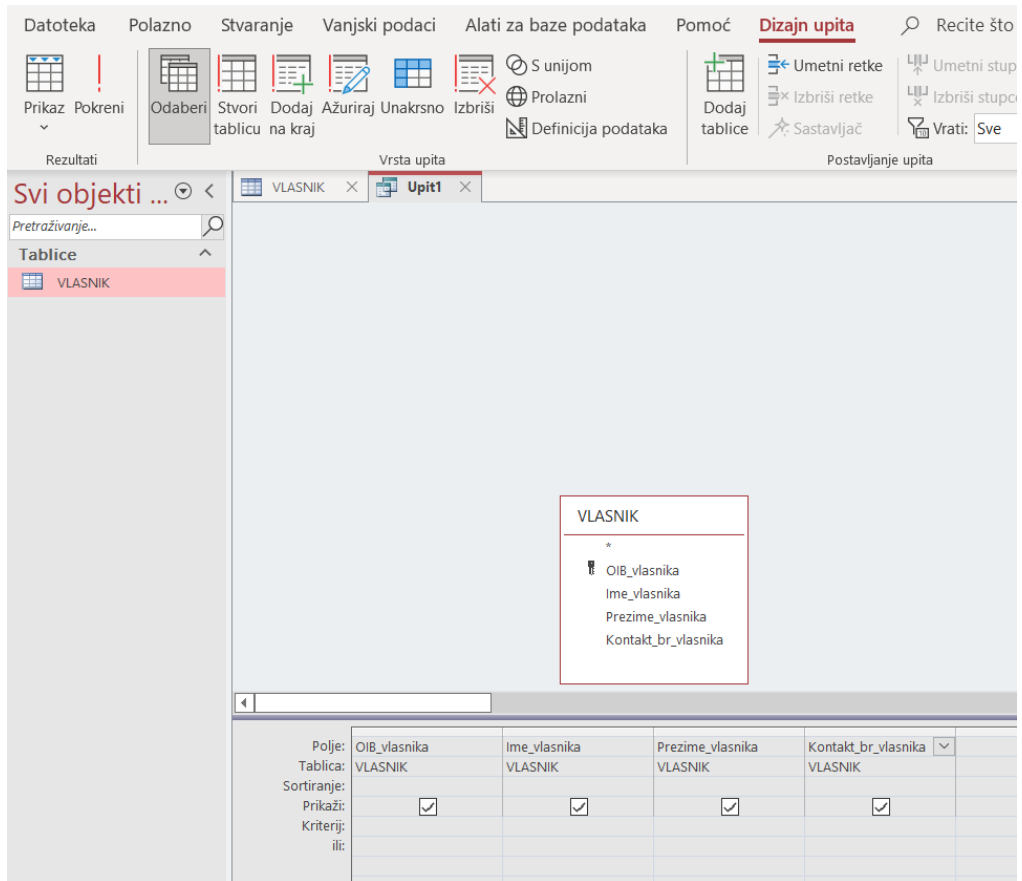 Datoteka Polazno Stvaranje Vanjski podaci Alati za baze podataka Pomoć Dizajn upita Recite što
Prikaz Pokreni Odaberi Stvori tablicu Dodaj na kraj Ažuriraj Unakrsno Izbriši
S unijom
Prolazni
Definicija podataka
Dodaj tablice
Umetni retke
Izbriši retke
Sastavljač
Umetni stup
Izbriši stupc
Vrati: Sve
Rezultati Vrsta upita Postavljanje upita
Svi objekti ...
Pretraživanje...
Tablice
VLASNIK
VLASNIK Upit1
VLASNIK
*
OIB_vlasnika
Ime_vlasnika
Prezime_vlasnika
Kontakt_br_vlasnika
Polje: OIB_vlasnika Ime_vlasnika Prezime_vlasnika Kontakt_br_vlasnika
Tablica: VLASNIK VLASNIK VLASNIK VLASNIK
Sortiranje:
Prikaži:
Kriterij:
ili: